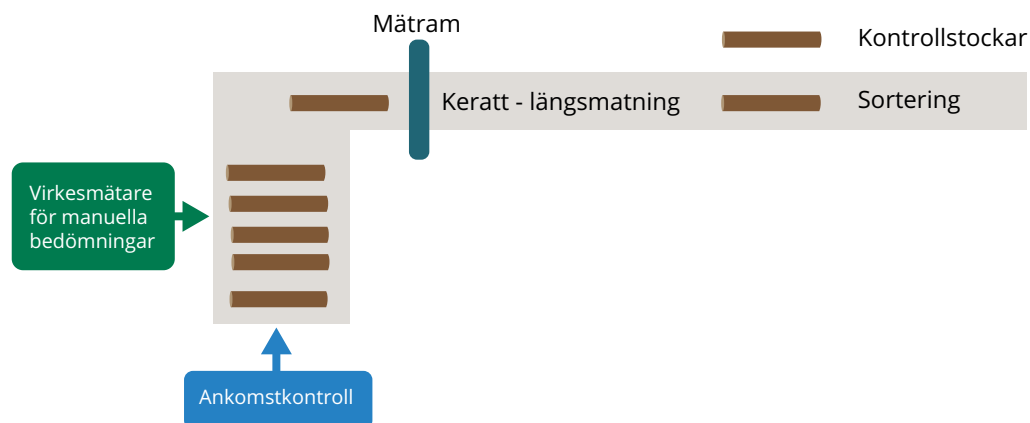 Mätram
Kontrollstockar
Keratt - längsmatning
Sortering
Virkesmätare
för manuella
bedömningar
Ankomstkontroll